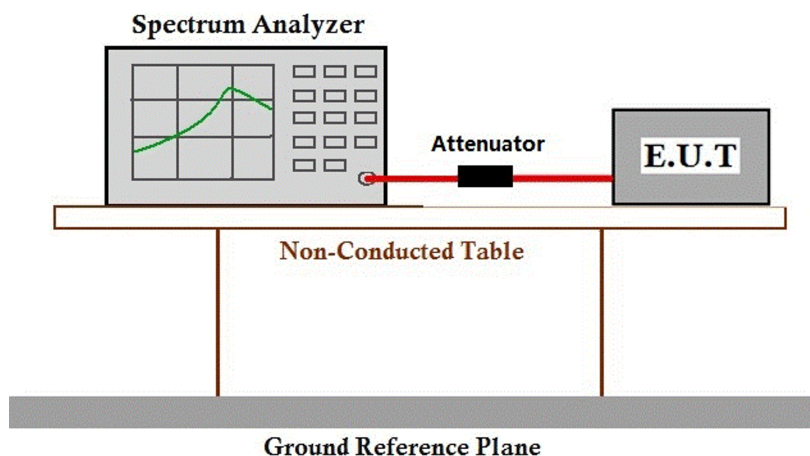 Spectrum Analyzer
Attenuator
E.U.T
Non-Conducted Table
Ground Reference Plane